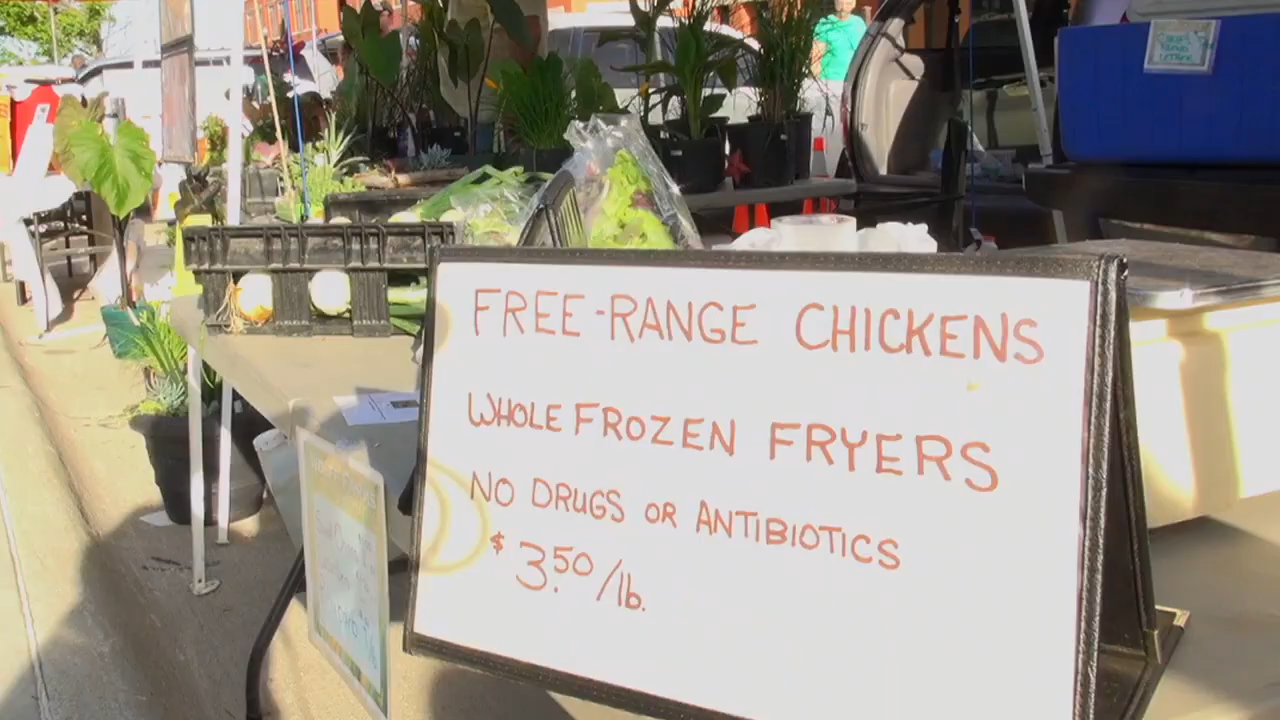 FREE-RANGE CHICKENS
WHOLE FROZEN FRYERS
NO DRUGS OR ANTIBIOTICS
$3.50/lb.